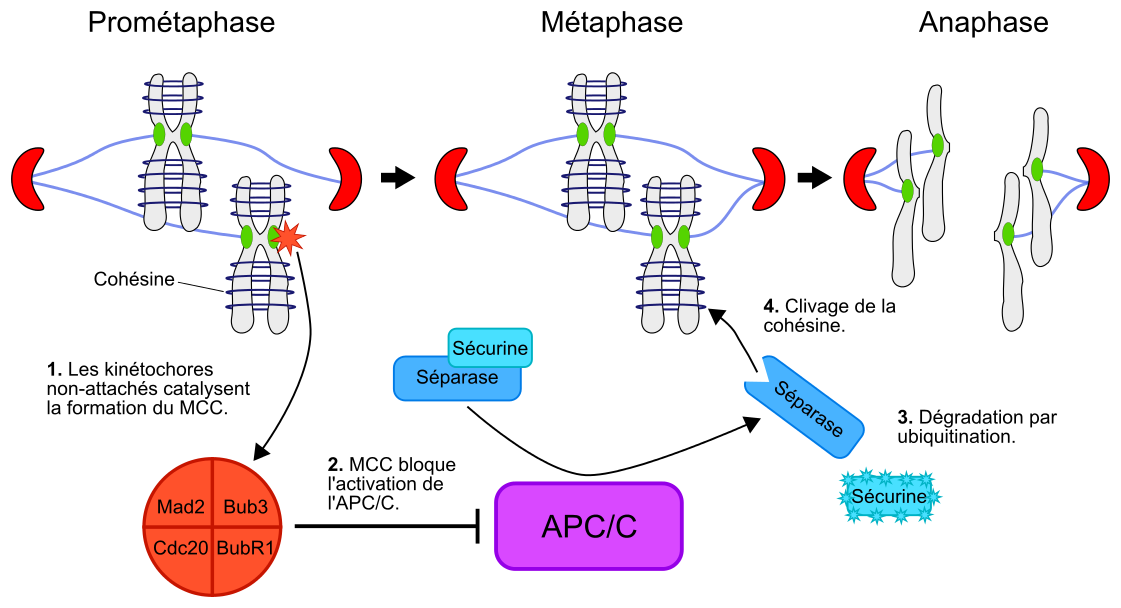 Prométaphase
Métaphase
Anaphase
Cohésine
4. Clivage de la
cohésine.
1. Les kinétochores
non-attachés catalysent
la formation du MCC.
Sécurine
Séparase
Séparase
3. Dégradation par
ubiquitination.
2. MCC bloque
l'activation de
l'APC/C.
Sécurine
Mad2
Bub3
Cdc20
BubR1
APC/C